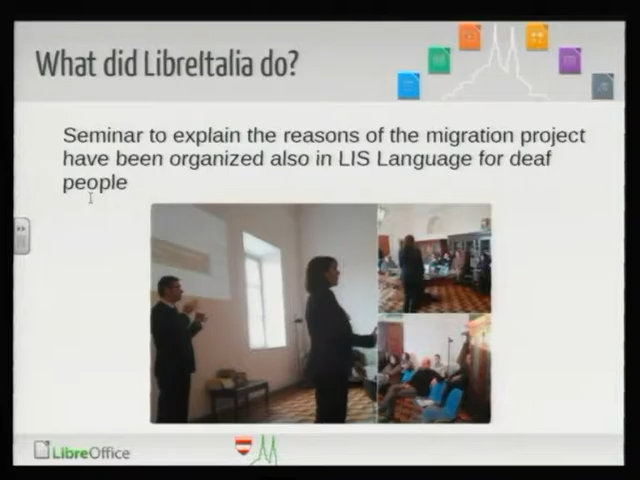 What did LibreItalia do?
Seminar to explain the reasons of the migration project
have been organized also in LIS Language for deaf
people
LibreOffice